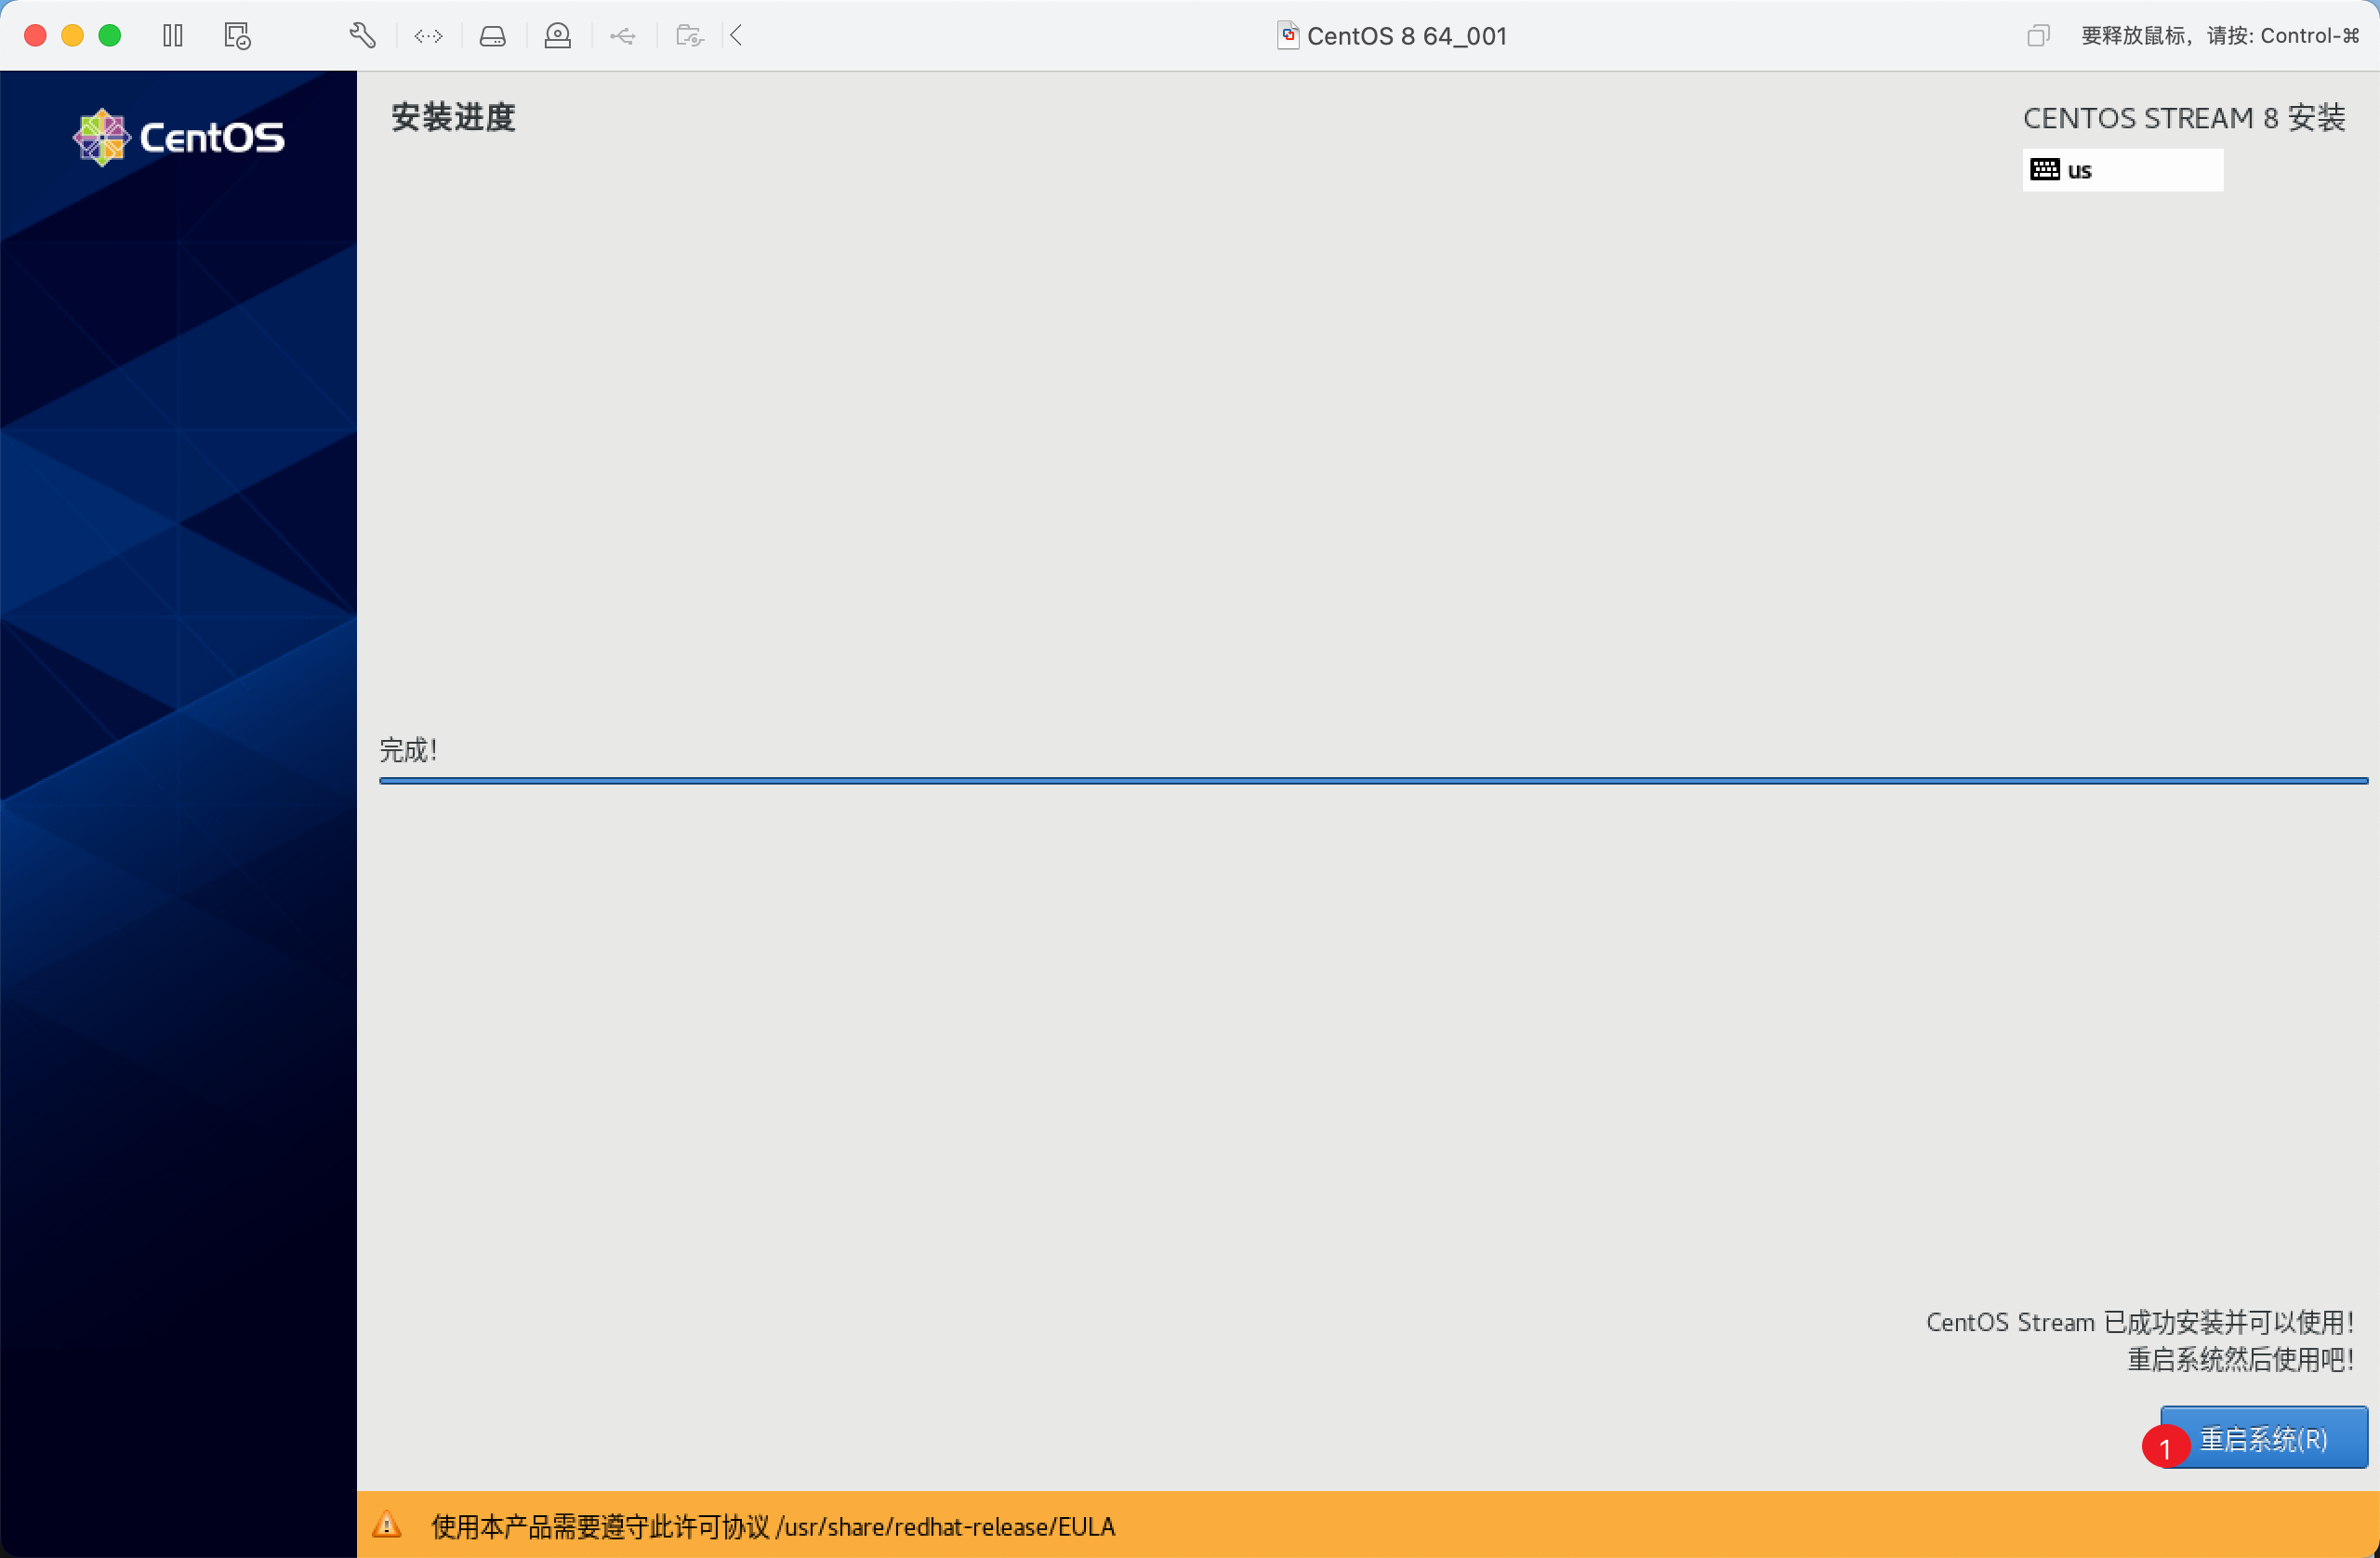 CentOS 8 64_001
要释放鼠标，请按: Control-⌘
CentOS
安装进度
CENTOS STREAM 8 安装
us
完成！
CentOS Stream 已成功安装并可以使用！
重启系统然后使用吧！
1
重启系统(R)
使用本产品需要遵守此许可协议 /usr/share/redhat-release/EULA